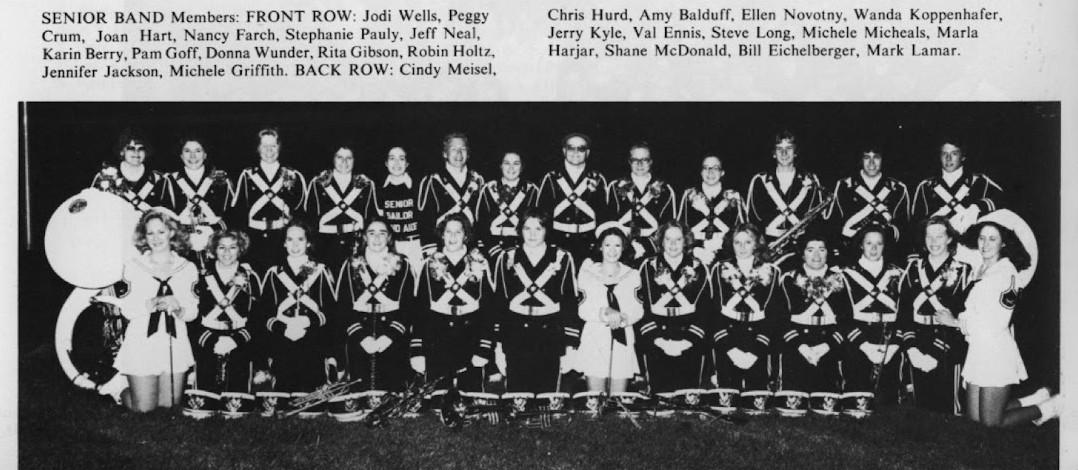 SENIOR BAND Members: FRONT ROW: Jodi Wells, Peggy
Crum, Joan Hart, Nancy Farch, Stephanie Pauly, Jeff Neal,
Karin Berry, Pam Goff, Donna Wunder, Rita Gibson, Robin Holtz,
Jennifer Jackson, Michele Griffith. BACK ROW: Cindy Meisel,
Chris Hurd, Amy Balduff, Ellen Novotny, Wanda Koppenhafer,
Jerry Kyle, Val Ennis, Steve Long, Michele Micheals, Marla
Harjar, Shane McDonald, Bill Eichelberger, Mark Lamar.
SENIOR
SAILOR
AIDE